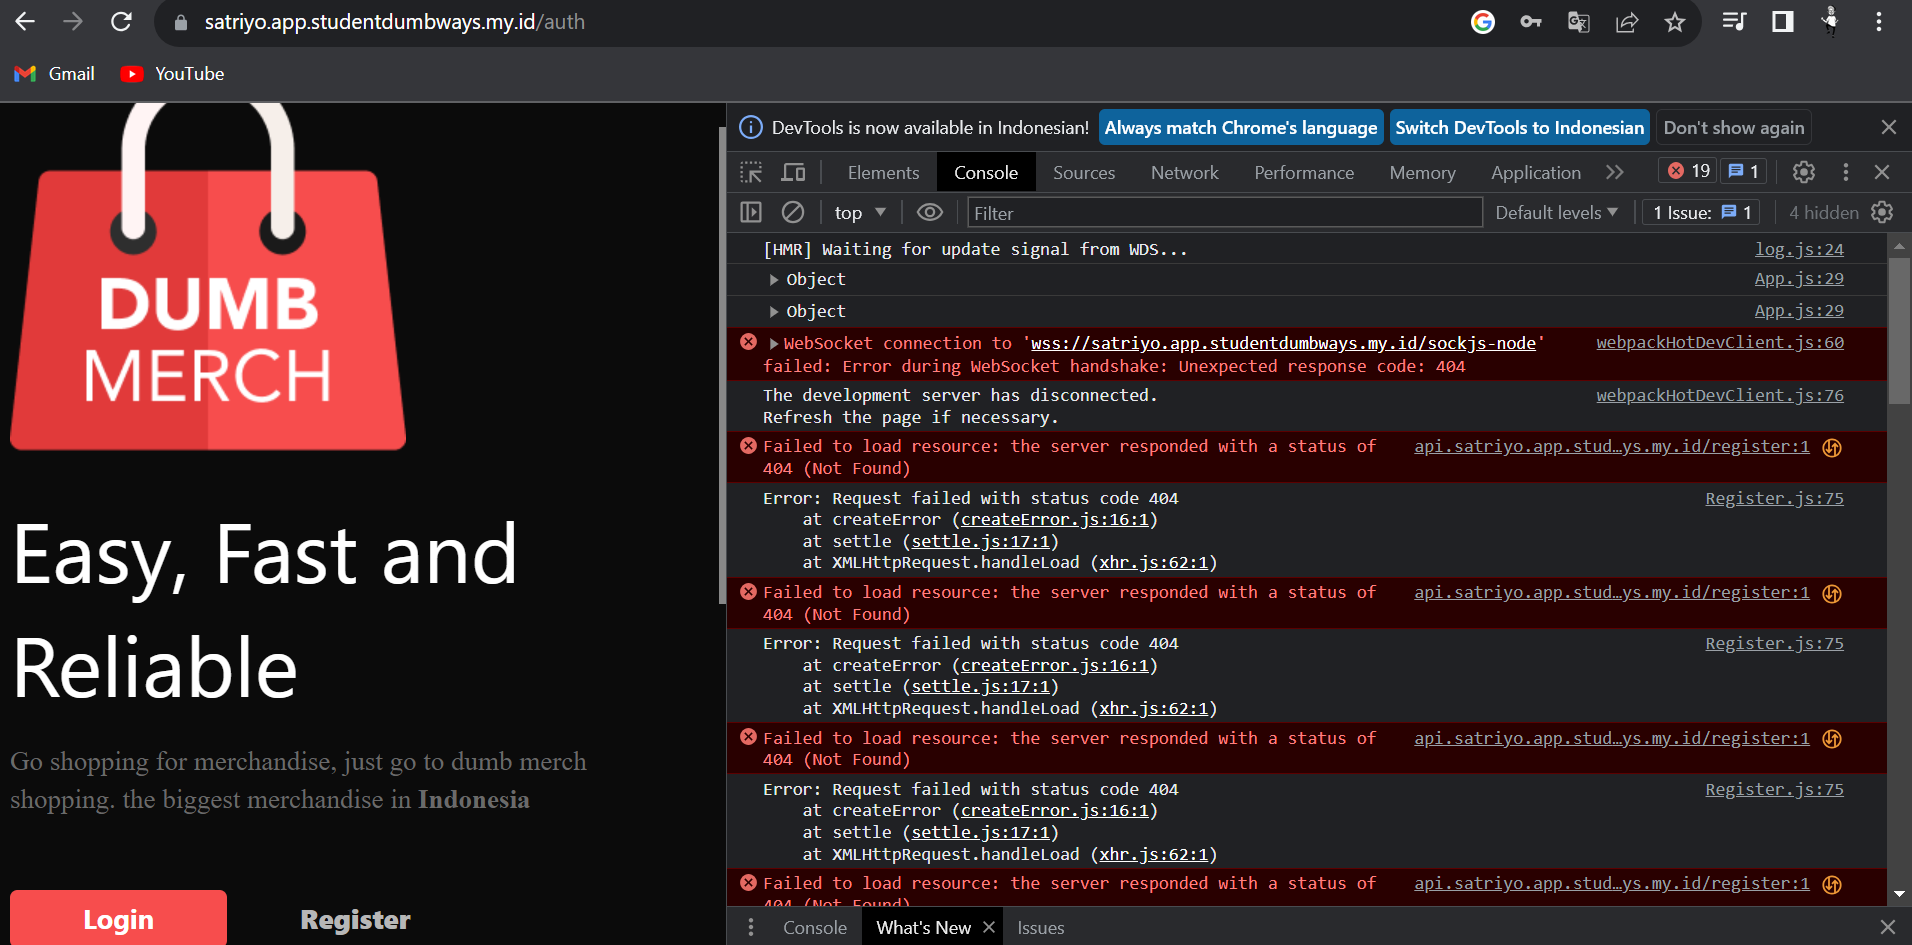 satriyo.app.studentdumbways.my.id/auth
Gmail
YouTube
DUMB
MERCH
Easy, Fast and
Reliable
Go shopping for merchandise, just go to dumb merch
shopping. the biggest merchandise in Indonesia
Login
Register
DevTools is now available in Indonesian!
Always match Chrome's language
Switch DevTools to Indonesian
Don't show again
Elements
Console
Sources
Network
Performance
Memory
Application
19
1
top
Filter
Default levels
1 Issue:
1
4 hidden
[HMR] Waiting for update signal from WDS...
log.js:24
Object
App.js:29
Object
App.js:29
WebSocket connection to 'wss://satriyo.app.studentdumbways.my.id/sockjs-node'
webpackHotDevClient.js:60
failed: Error during WebSocket handshake: Unexpected response code: 404
The development server has disconnected.
webpackHotDevClient.js:76
Refresh the page if necessary.
Failed to load resource: the server responded with a status of
api.satriyo.app.stud…ys.my.id/register:1
404 (Not Found)
Error: Request failed with status code 404
Register.js:75
at createError (createError.js:16:1)
at settle (settle.js:17:1)
at XMLHttpRequest.handleLoad (xhr.js:62:1)
Failed to load resource: the server responded with a status of
api.satriyo.app.stud…ys.my.id/register:1
404 (Not Found)
Error: Request failed with status code 404
Register.js:75
at createError (createError.js:16:1)
at settle (settle.js:17:1)
at XMLHttpRequest.handleLoad (xhr.js:62:1)
Failed to load resource: the server responded with a status of
api.satriyo.app.stud…ys.my.id/register:1
404 (Not Found)
Error: Request failed with status code 404
Register.js:75
at createError (createError.js:16:1)
at settle (settle.js:17:1)
at XMLHttpRequest.handleLoad (xhr.js:62:1)
Failed to load resource: the server responded with a status of
api.satriyo.app.stud…ys.my.id/register:1
404 (Not Found)
Console
What's New
Issues